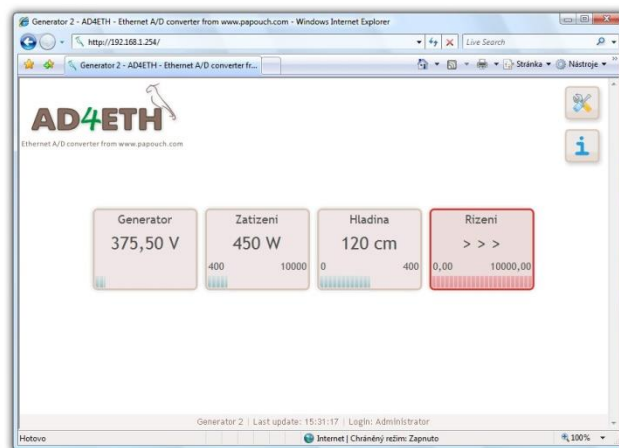 Generator 2 - AD4ETH - Ethernet A/D converter from www.papouch.com - Windows Internet Explorer
http://192.168.1.254/
Live Search
Generator 2 - AD4ETH - Ethernet A/D converter fr...
Stránka
Nástroje
AD4ETH
Ethernet A/D converter from www.papouch.com
i
Generator
375,50 V
Zatizeni
450 W
400 10000
Hladina
120 cm
0 400
Rizeni
> > >
0,00 10000,00
Generator 2 | Last update: 15:31:17 | Login: Administrator
Hotovo
Internet | Chráněný režim: Zapnuto
100%